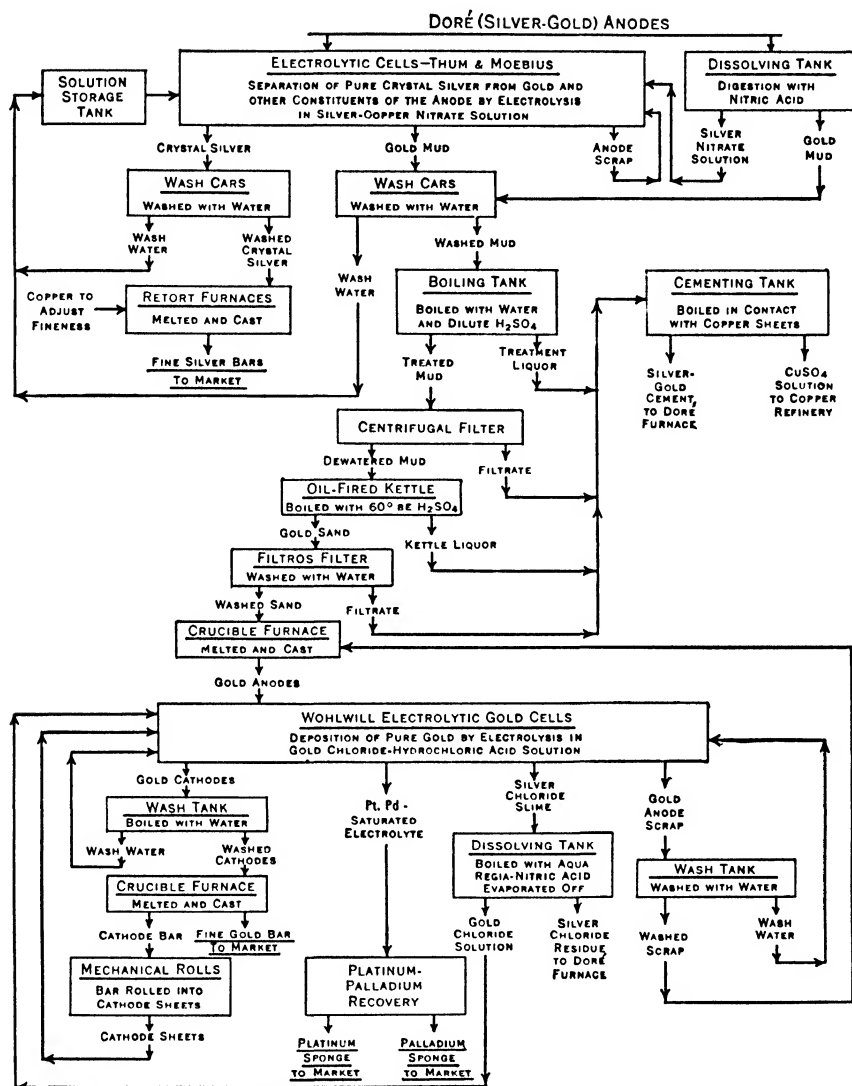 DORÉ (SILVER-GOLD) ANODES
ELECTROLYTIC CELLS–THUM & MOEBIUS
SEPARATION OF PURE CRYSTAL SILVER FROM GOLD AND
OTHER CONSTITUENTS OF THE ANODE BY ELECTROLYSIS
IN SILVER-COPPER NITRATE SOLUTION
DISSOLVING TANK
DIGESTION WITH
NITRIC ACID
SOLUTION
STORAGE
TANK
CRYSTAL SILVER
GOLD MUD
ANODE
SCRAP
SILVER
NITRATE
SOLUTION
GOLD
MUD
WASH CARS
WASHED WITH WATER
WASH CARS
WASHED WITH WATER
WASH
WATER
WASHED
CRYSTAL
SILVER
WASH
WATER
WASHED MUD
COPPER TO
ADJUST
FINENESS
RETORT FURNACES
MELTED AND CAST
BOILING TANK
BOILED WITH WATER
AND DILUTE H2SO4
CEMENTING TANK
BOILED IN CONTACT
WITH COPPER SHEETS
FINE SILVER BARS
TO MARKET
TREATED
MUD
TREATMENT
LIQUOR
SILVER-
GOLD
CEMENT,
TO DORÉ
FURNACE
CuSO4
SOLUTION
TO COPPER
REFINERY
CENTRIFUGAL FILTER
DEWATERED MUD
FILTRATE
OIL-FIRED KETTLE
BOILED WITH 60° BE H2SO4
GOLD SAND
KETTLE LIQUOR
FILTROS FILTER
WASHED WITH WATER
WASHED SAND
FILTRATE
CRUCIBLE FURNACE
MELTED AND CAST
GOLD ANODES
WOHLWILL ELECTROLYTIC GOLD CELLS
DEPOSITION OF PURE GOLD BY ELECTROLYSIS IN
GOLD CHLORIDE-HYDROCHLORIC ACID SOLUTION
GOLD CATHODES
WASH TANK
BOILED WITH WATER
WASH WATER
WASHED
CATHODES
CRUCIBLE FURNACE
MELTED AND CAST
CATHODE BAR
FINE GOLD BAR
TO MARKET
MECHANICAL ROLLS
BAR ROLLED INTO
CATHODE SHEETS
CATHODE SHEETS
Pt. Pd -
SATURATED
ELECTROLYTE
PLATINUM-
PALLADIUM
RECOVERY
PLATINUM
SPONGE
TO MARKET
PALLADIUM
SPONGE
TO MARKET
SILVER
CHLORIDE
SLIME
DISSOLVING TANK
BOILED WITH AQUA
REGIA-NITRIC ACID
EVAPORATED OFF
GOLD
CHLORIDE
SOLUTION
SILVER
CHLORIDE
RESIDUE,
TO DORÉ
FURNACE
GOLD
ANODE
SCRAP
WASH TANK
WASHED WITH WATER
WASHED
SCRAP
WASH
WATER